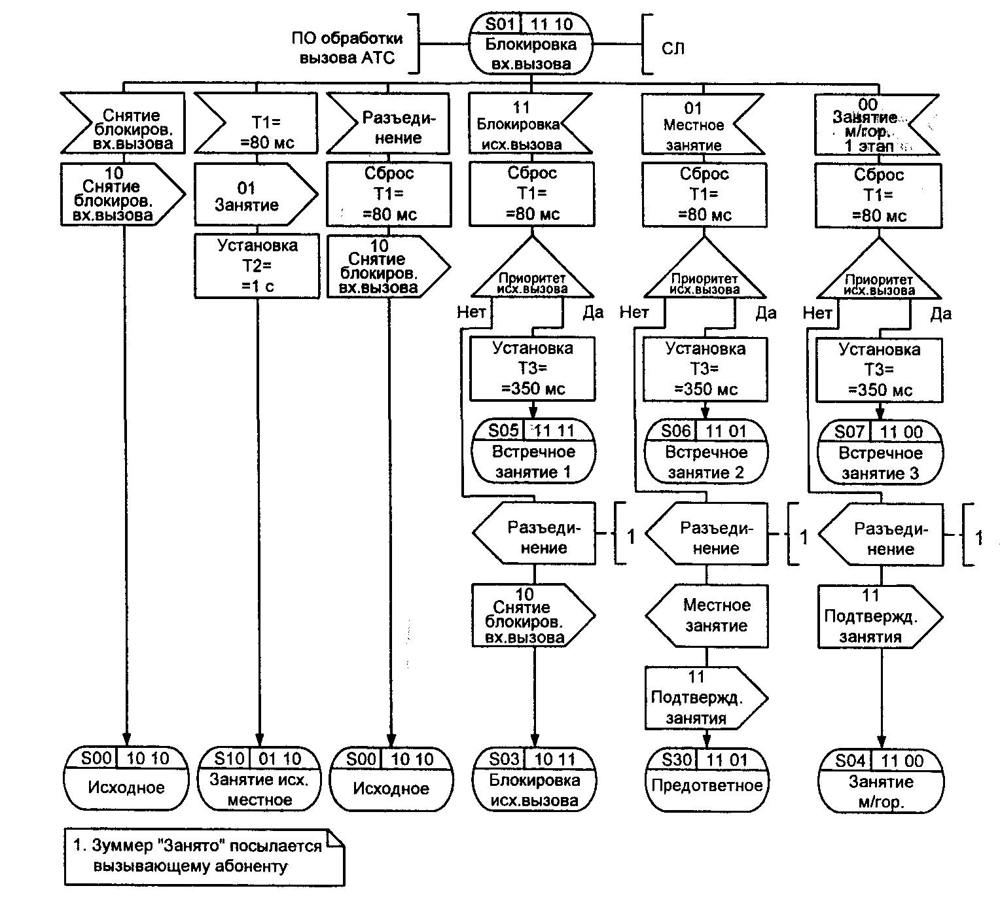 ПО обработки
вызова АТС
S01 11 10
Блокировка
вх.вызова
СЛ
Снятие
блокиров.
вх.вызова
10
Снятие
блокиров.
вх.вызова
S00 10 10
Исходное
T1=
=80 мс
01
Занятие
Установка
T2=
=1 с
S10 01 10
Занятие исх.
местное
Разъеди-
нение
Сброс
T1=
=80 мс
10
Снятие
блокиров.
вх.вызова
S00 10 10
Исходное
11
Блокировка
исх.вызова
Сброс
T1=
=80 мс
Приоритет
исх.вызова
Нет
Да
Установка
T3=
=350 мс
S05 11 11
Встречное
занятие 1
Разъеди-
нение
1
10
Снятие
блокиров.
вх.вызова
S03 10 11
Блокировка
исх.вызова
01
Местное
занятие
Сброс
T1=
=80 мс
Приоритет
исх.вызова
Нет
Да
Установка
T3=
=350 мс
S06 11 01
Встречное
занятие 2
Разъеди-
нение
1
Местное
занятие
11
Подтвержд.
занятия
S30 11 01
Предответное
00
Занятие
м/гор.
1 этап
Сброс
T1=
=80 мс
Приоритет
исх.вызова
Нет
Да
Установка
T3=
=350 мс
S07 11 00
Встречное
занятие 3
Разъеди-
нение
1
11
Подтвержд.
занятия
S04 11 00
Занятие
м/гор.
1. Зуммер "Занято" посылается
вызывающему абоненту